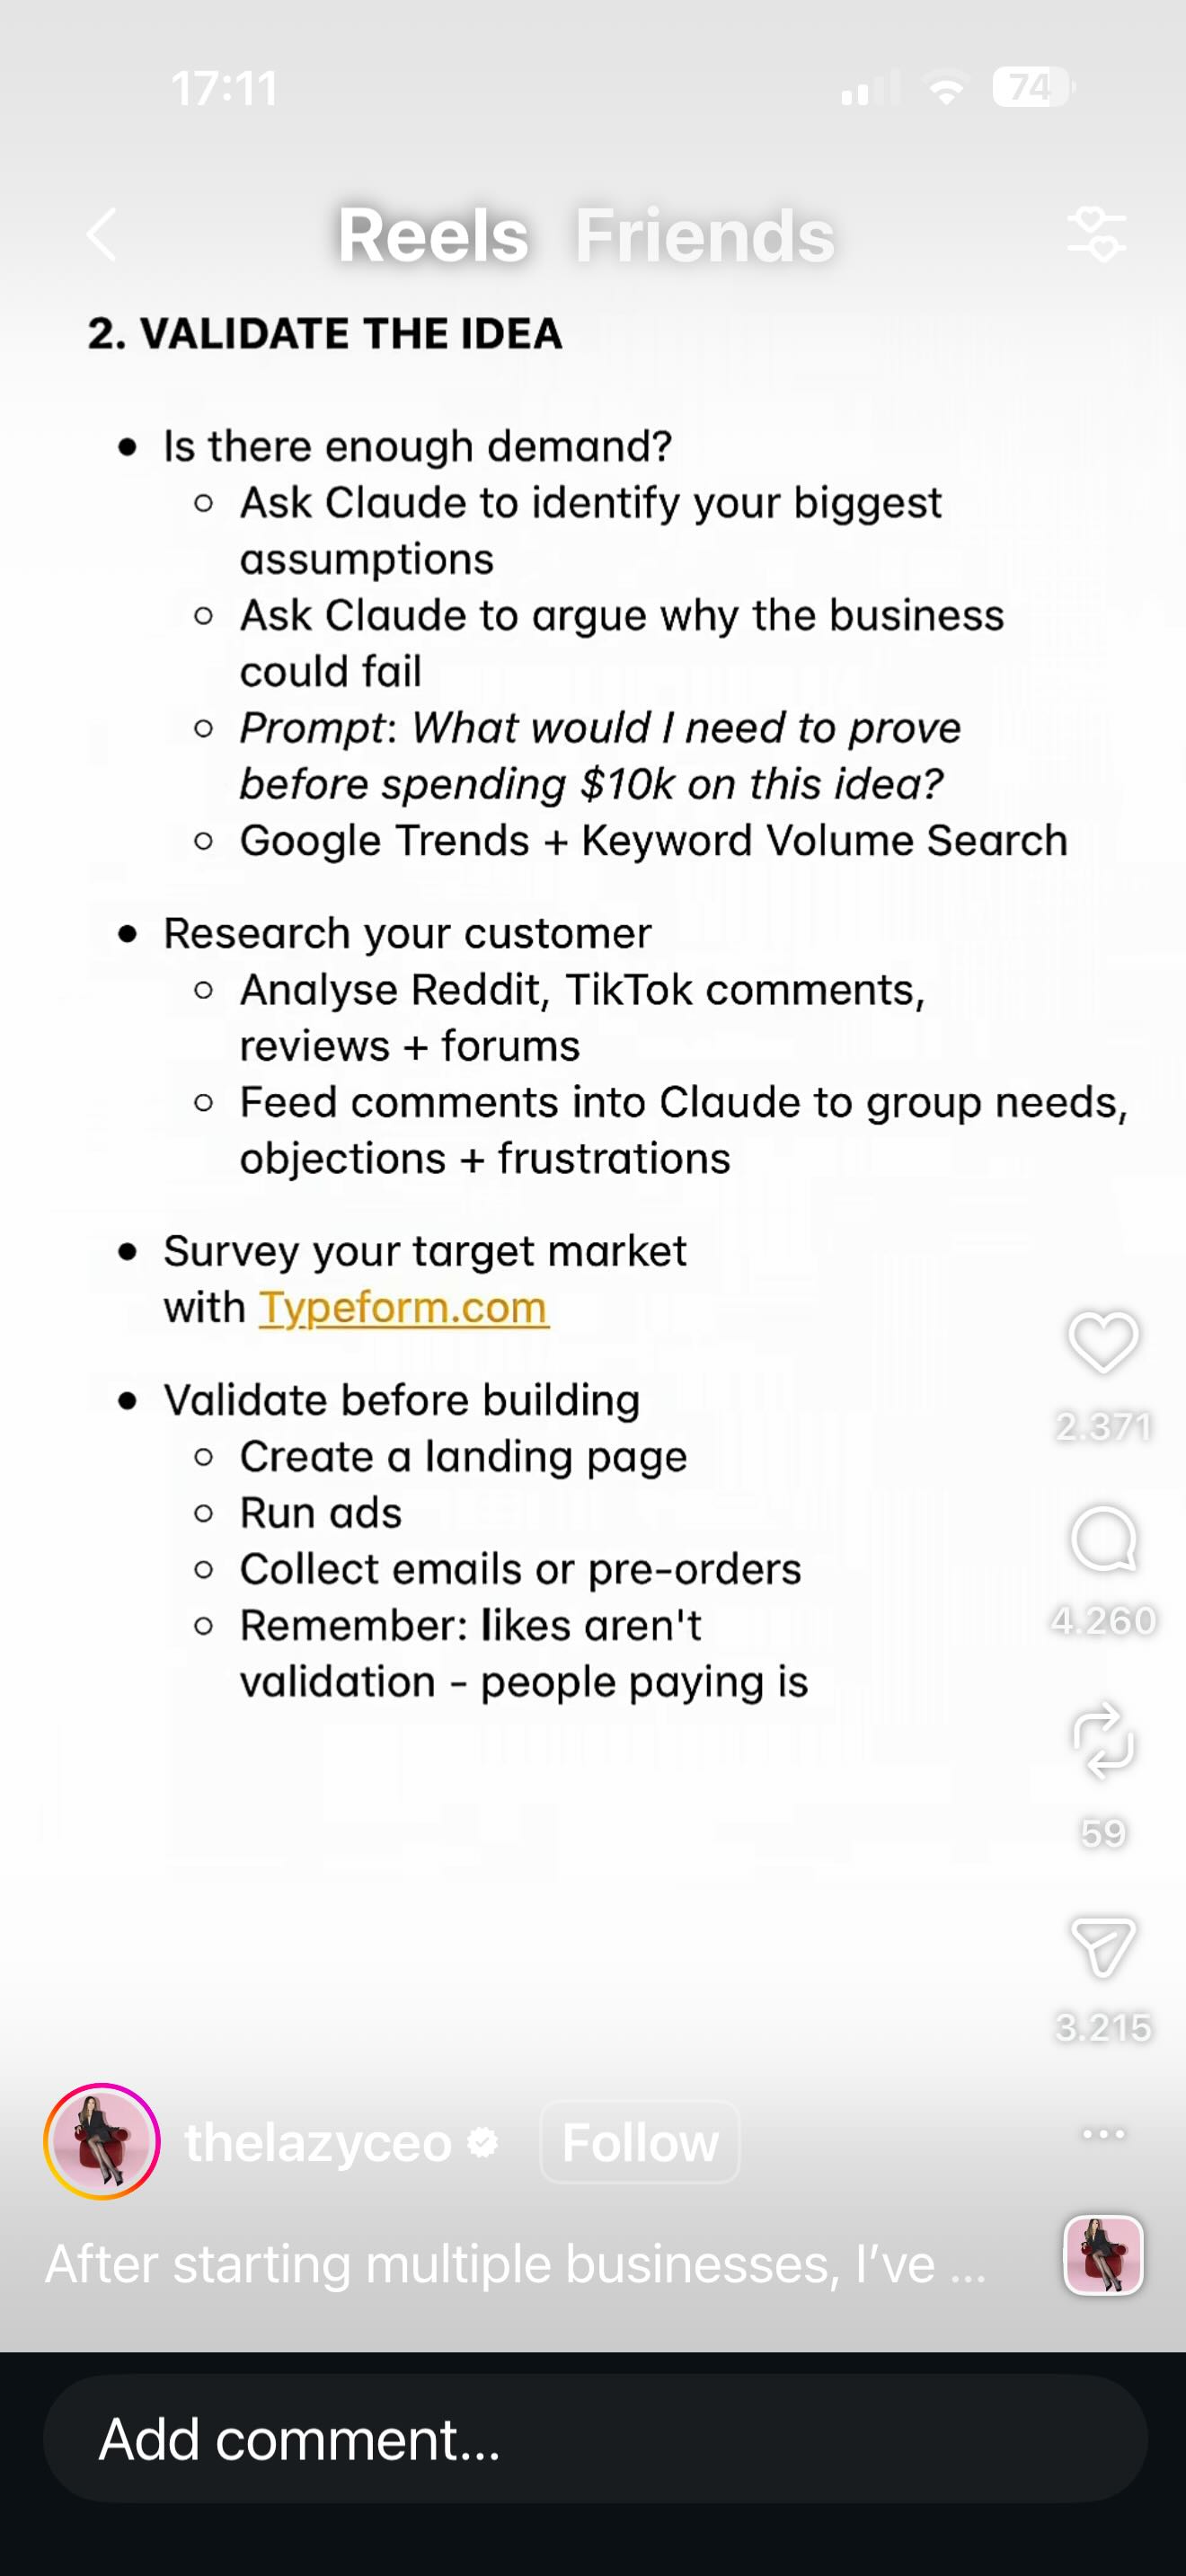 17:11
74
Reels Friends
2. VALIDATE THE IDEA
Is there enough demand?
Ask Claude to identify your biggest
assumptions
Ask Claude to argue why the business
could fail
Prompt: What would I need to prove
before spending $10k on this idea?
Google Trends + Keyword Volume Search
Research your customer
Analyse Reddit, TikTok comments,
reviews + forums
Feed comments into Claude to group needs,
objections + frustrations
Survey your target market
with Typeform.com
Validate before building
Create a landing page
Run ads
Collect emails or pre-orders
Remember: likes aren't
validation - people paying is
2.371
4.260
59
3.215
thelazyceo Follow
After starting multiple businesses, I’ve ...
Add comment...